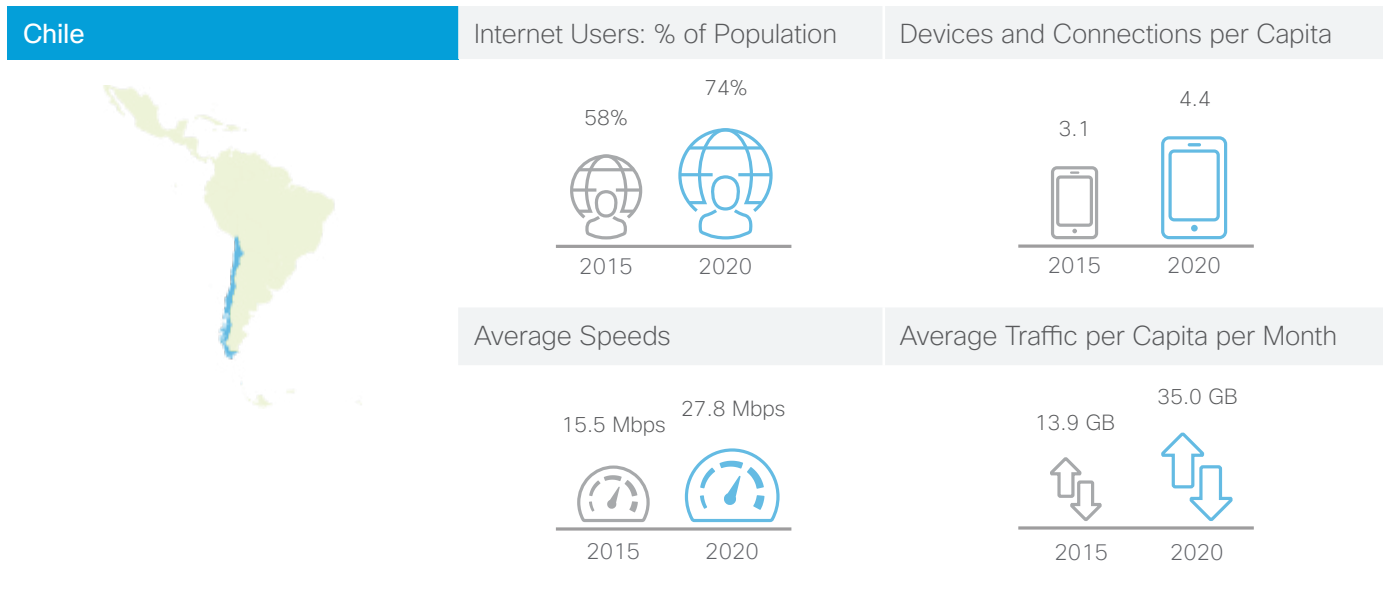 Chile
Internet Users: % of Population
Devices and Connections per Capita
58%
74%
2015
2020
3.1
4.4
2015
2020
Average Speeds
Average Traffic per Capita per Month
15.5 Mbps
27.8 Mbps
2015
2020
13.9 GB
35.0 GB
2015
2020